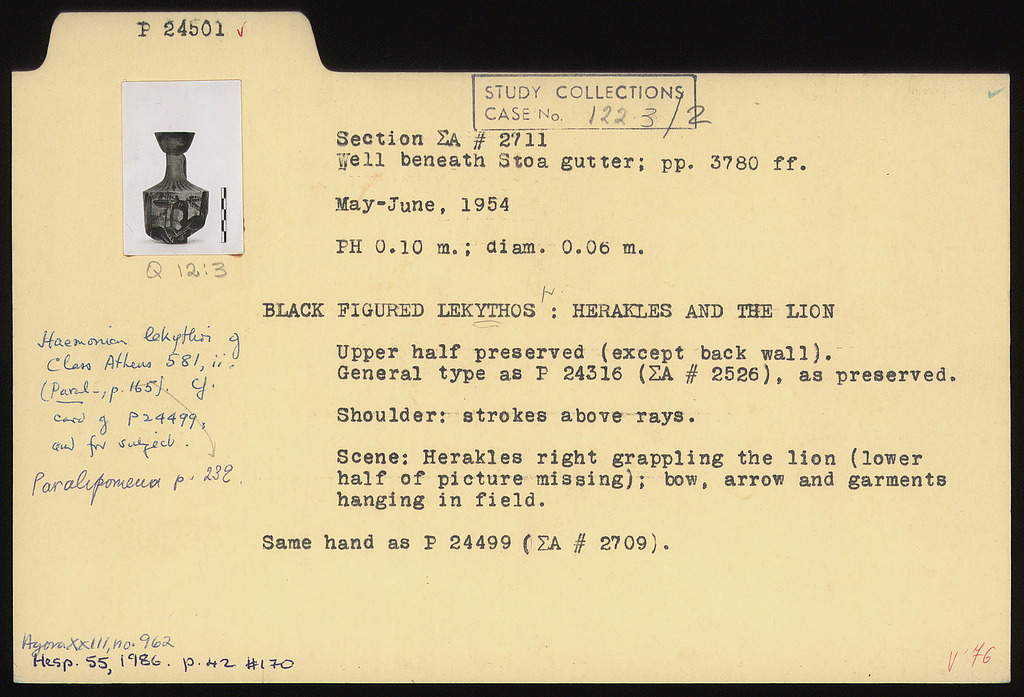 P 24501 ✓
STUDY COLLECTIONS
CASE No. 122.3/2
Section ΣA # 2711
Well beneath Stoa gutter; pp. 3780 ff.
May-June, 1954
PH 0.10 m.; diam. 0.06 m.
Q 12:3
BLACK FIGURED LEKYTHOS : HERAKLES AND THE LION
Haemonian lekythoi of
Class Athens 581, ii.
(Paral-, p. 165). cf.
card of P24499,
and for subject.
Paralipomena p. 232.
Upper half preserved (except back wall).
General type as P 24316 (ΣA # 2526), as preserved.
Shoulder: strokes above rays.
Scene: Herakles right grappling the lion (lower
half of picture missing); bow, arrow and garments
hanging in field.
Same hand as P 24499 (ΣA # 2709).
Agora XXIII, no. 962
Hesp. 55, 1986. p. 42 #170
√ '76